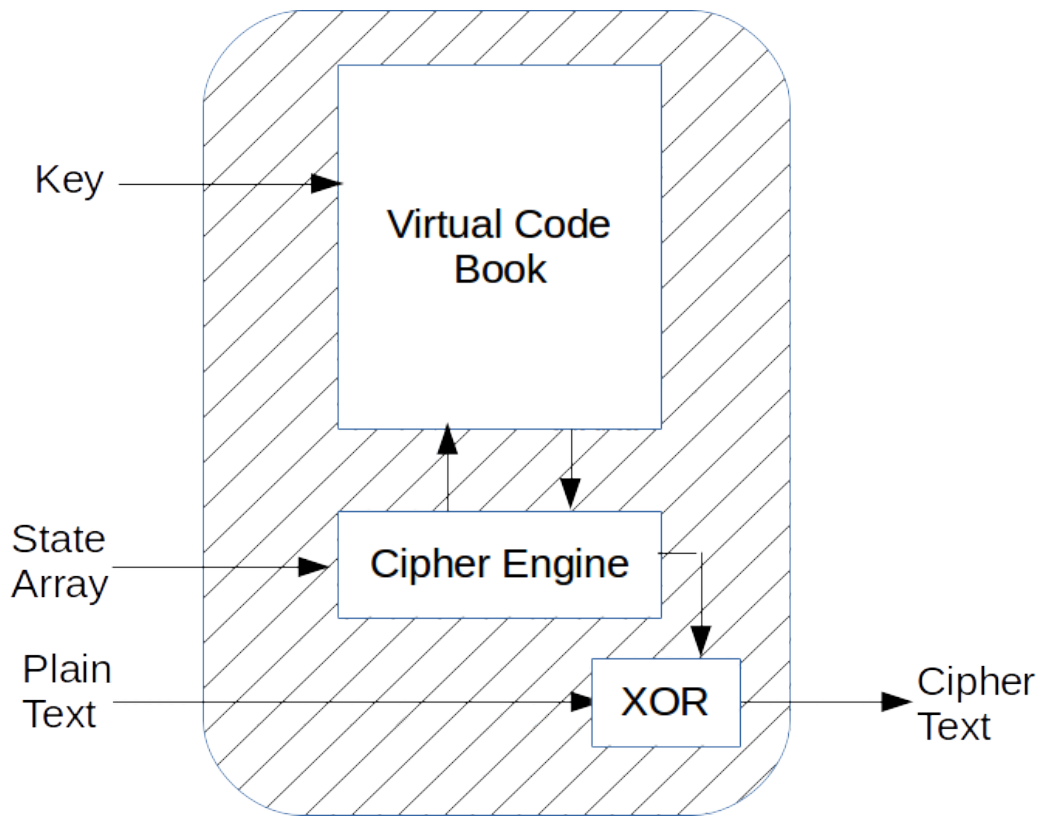 Key
Virtual Code
Book
State
Array
Cipher Engine
Plain
Text
XOR
Cipher
Text